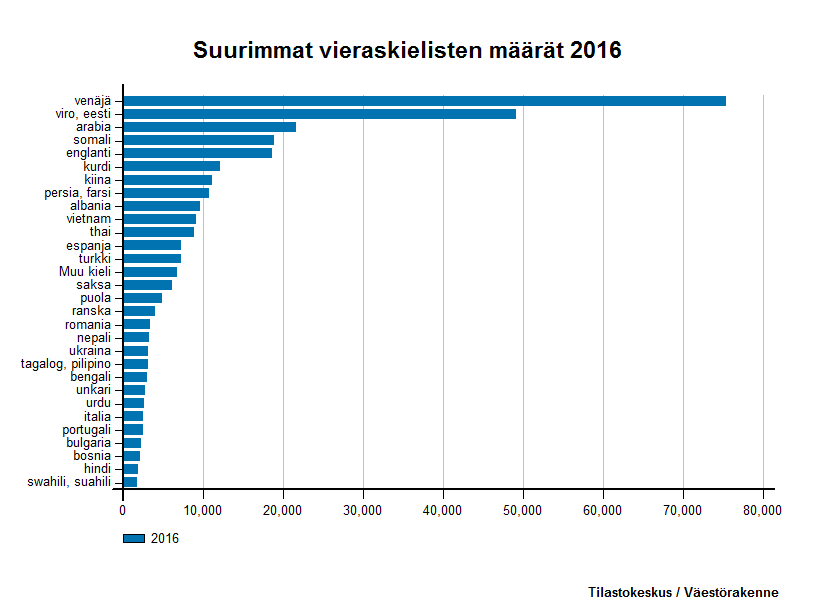 Suurimmat vieraskielisten määrät 2016
venäjä
viro, eesti
arabia
somali
englanti
kurdi
kiina
persia, farsi
albania
vietnam
thai
espanja
turkki
Muu kieli
saksa
puola
ranska
romania
nepali
ukraina
tagalog, pilipino
bengali
unkari
urdu
italia
portugali
bulgaria
bosnia
hindi
swahili, suahili
0 10,000 20,000 30,000 40,000 50,000 60,000 70,000 80,000
2016
Tilastokeskus / Väestörakenne